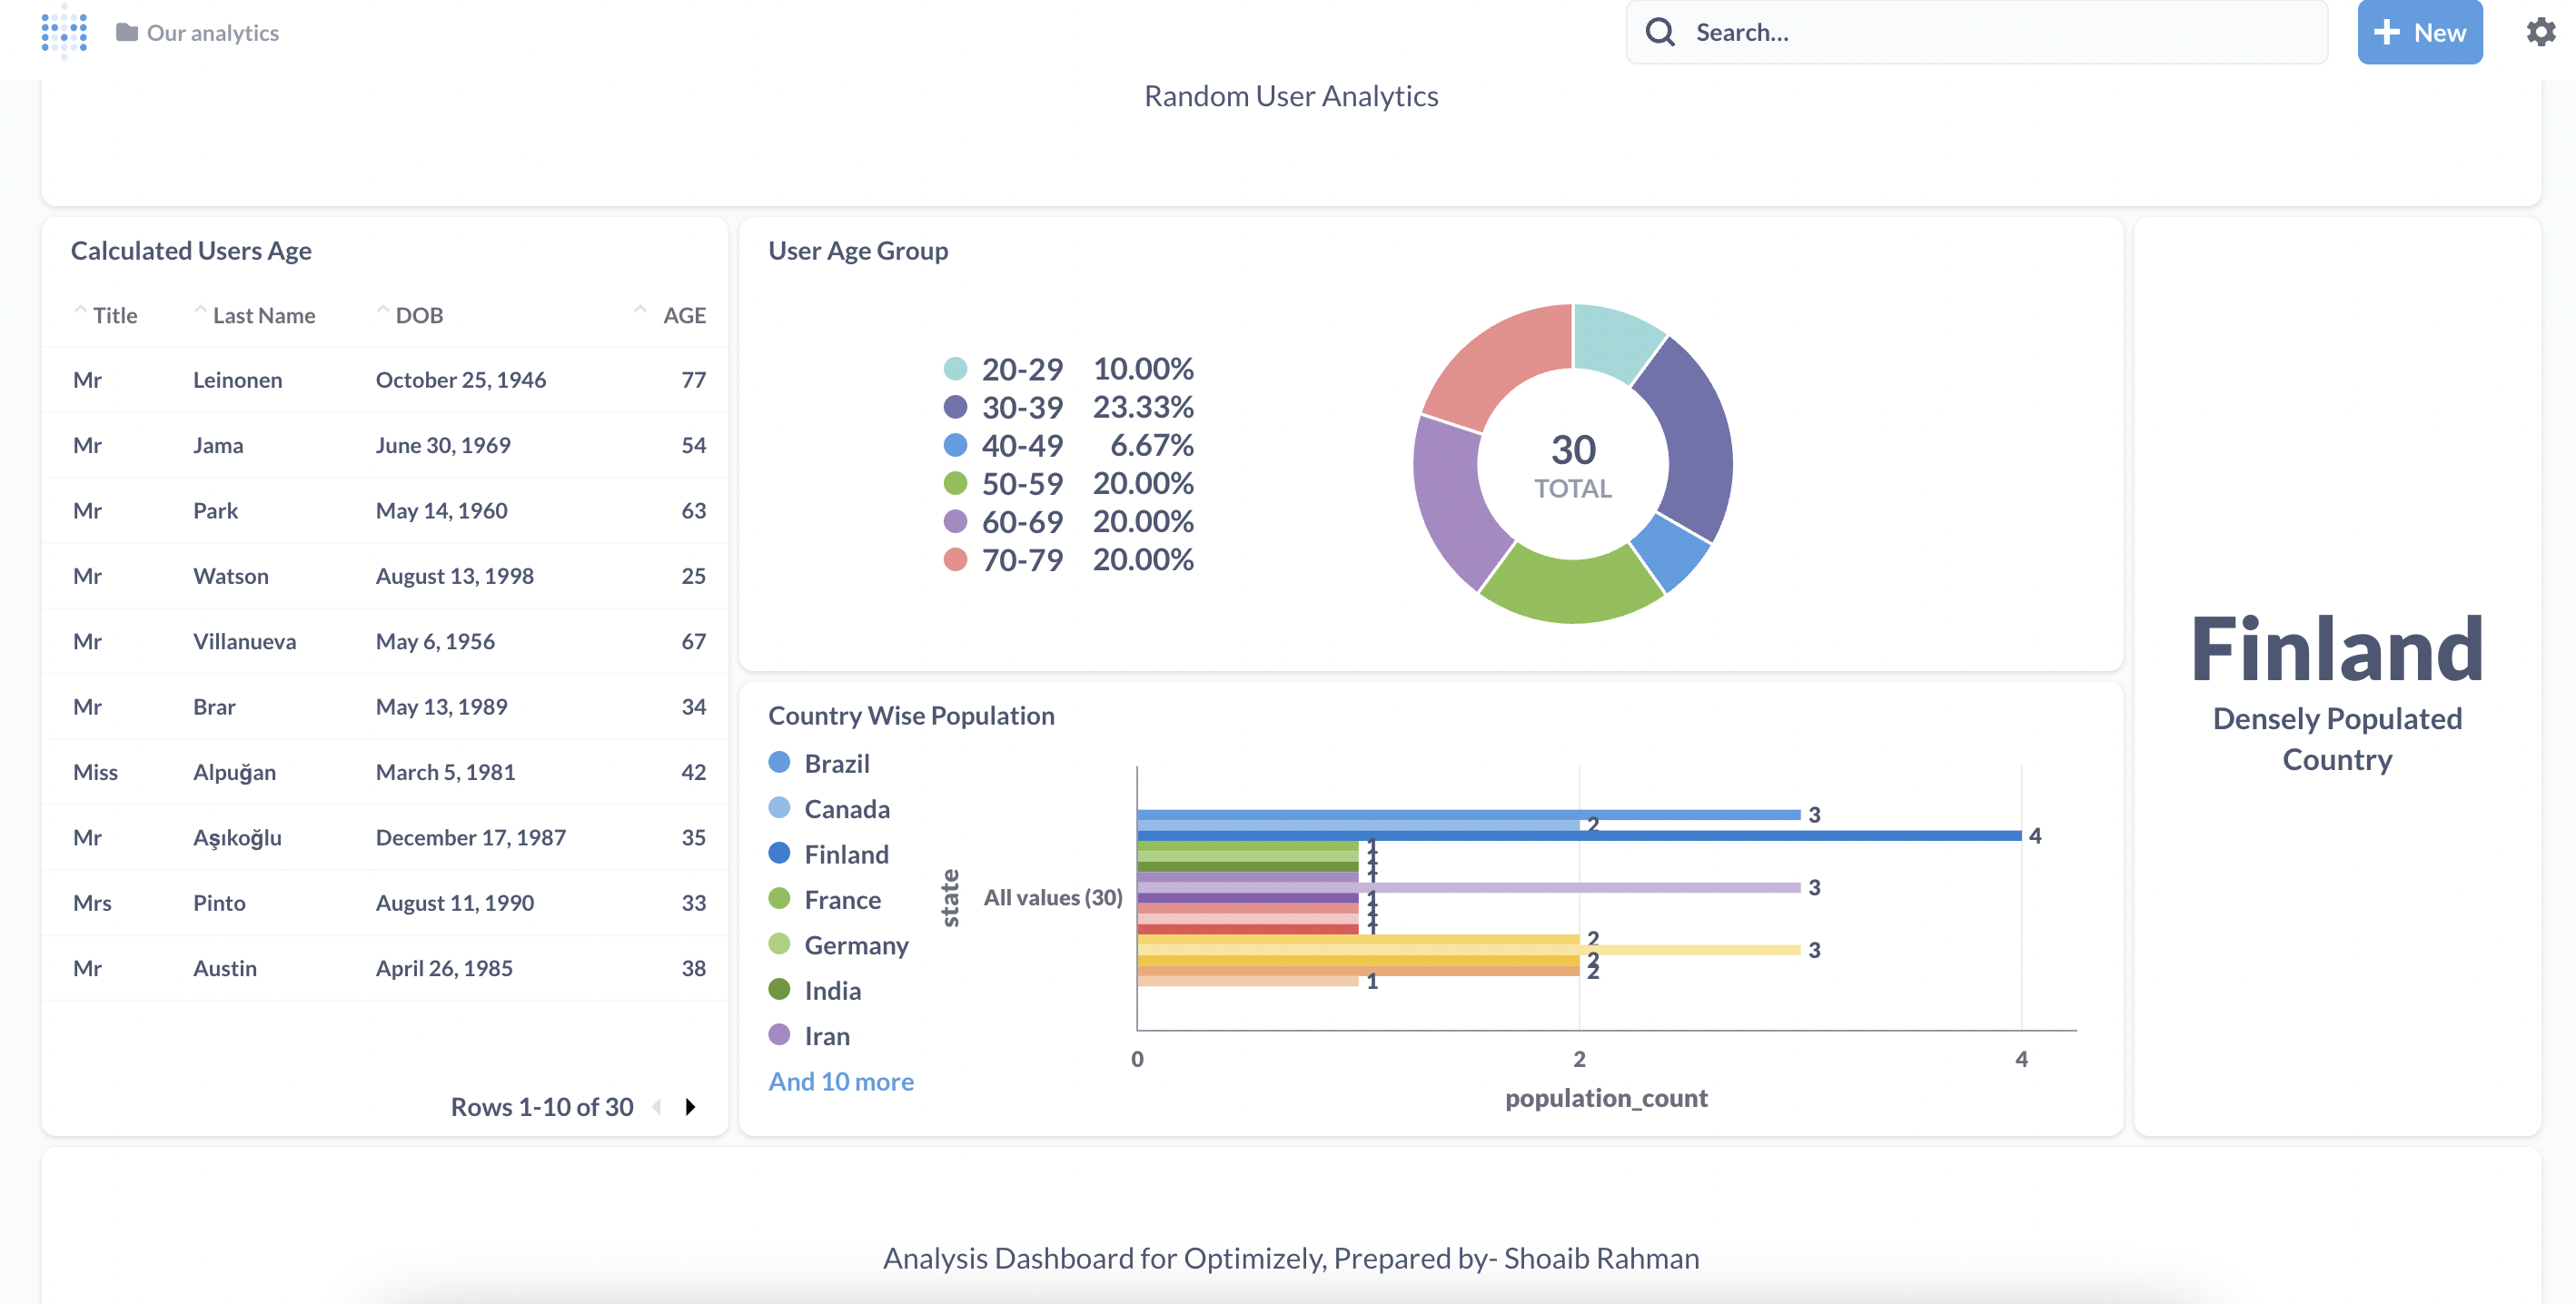 Our analytics
Search...
New
Random User Analytics
Calculated Users Age
Title Last Name DOB AGE
Mr Leinonen October 25, 1946 77
Mr Jama June 30, 1969 54
Mr Park May 14, 1960 63
Mr Watson August 13, 1998 25
Mr Villanueva May 6, 1956 67
Mr Brar May 13, 1989 34
Miss Alpuğan March 5, 1981 42
Mr Aşıkoğlu December 17, 1987 35
Mrs Pinto August 11, 1990 33
Mr Austin April 26, 1985 38
Rows 1-10 of 30
User Age Group
20-29 10.00%
30-39 23.33%
40-49 6.67%
50-59 20.00%
60-69 20.00%
70-79 20.00%
30
TOTAL
Country Wise Population
Brazil
Canada
Finland
France
Germany
India
Iran
And 10 more
state
All values (30)
3
2
4
1
1
1
3
1
1
1
2
3
2
2
1
0 2 4
population_count
Finland
Densely Populated
Country
Analysis Dashboard for Optimizely, Prepared by- Shoaib Rahman